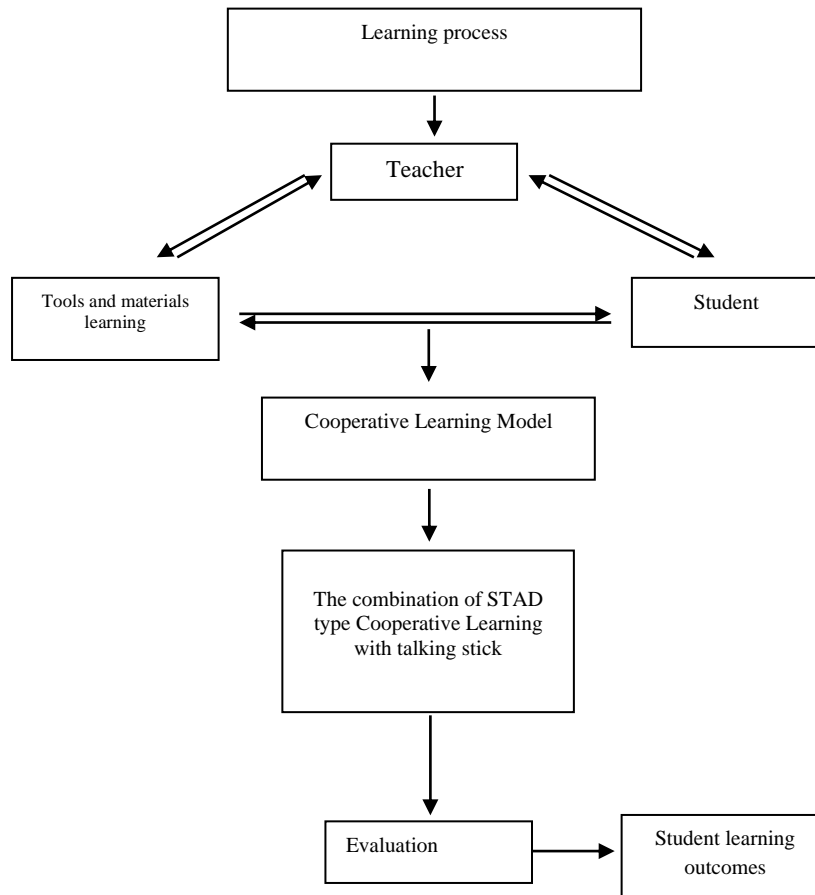 Learning process
Teacher
Tools and materials
learning
Student
Cooperative Learning Model
The combination of STAD
type Cooperative Learning
with talking stick
Evaluation
Student learning
outcomes